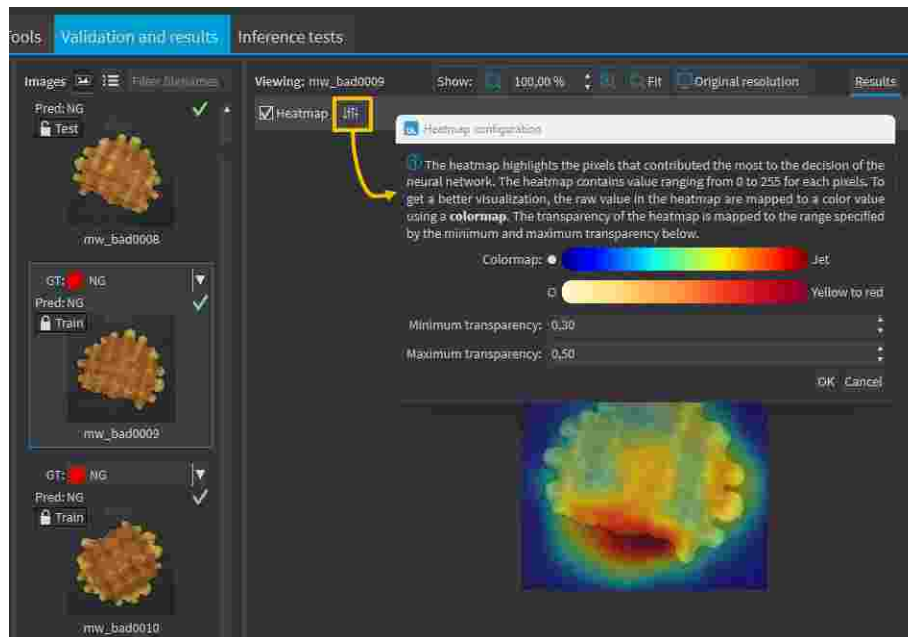 ools Validation and results Inference tests
Images Filter filenames
Viewing: mw_bad0009 Show: 100,00 % Fit Original resolution Results
Pred: NG
Test
mw_bad0008
Heatmap
Heatmap configuration
The heatmap highlights the pixels that contributed the most to the decision of the
neural network. The heatmap contains value ranging from 0 to 255 for each pixels. To
get a better visualization, the raw value in the heatmap are mapped to a color value
using a colormap. The transparency of the heatmap is mapped to the range specified
by the minimum and maximum transparency below.
Colormap: Jet
Yellow to red
Minimum transparency: 0,30
Maximum transparency: 0,50
OK Cancel
GT: NG
Pred: NG
Train
mw_bad0009
GT: NG
Pred: NG
Train
mw_bad0010